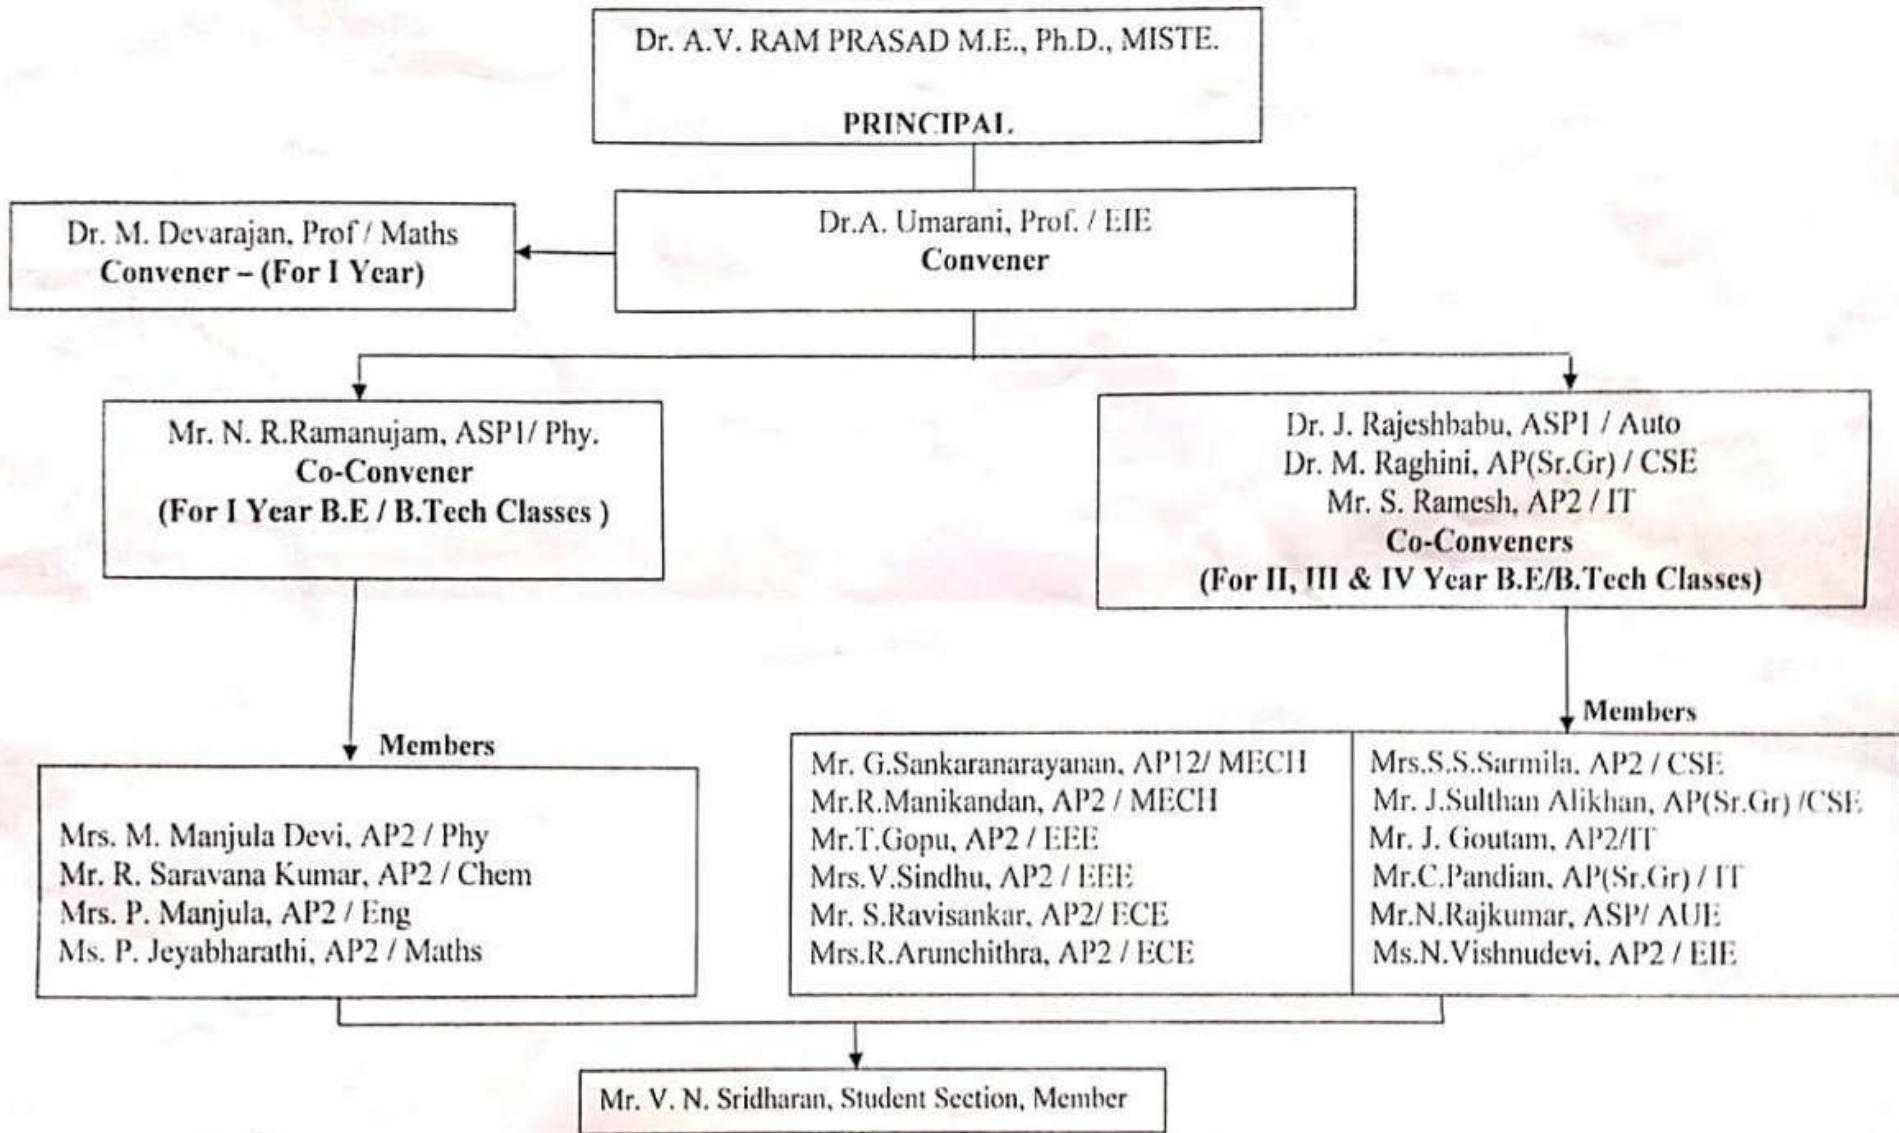 Dr. A.V. RAM PRASAD M.E., Ph.D., MISTE.
PRINCIPAL
Dr. M. Devarajan, Prof / Maths
Convener – (For I Year)
Dr.A. Umarani, Prof. / EIE
Convener
Mr. N. R.Ramanujam, ASP1/ Phy.
Co-Convener
(For I Year B.E / B.Tech Classes )
Dr. J. Rajeshbabu, ASP1 / Auto
Dr. M. Raghini, AP(Sr.Gr) / CSE
Mr. S. Ramesh, AP2 / IT
Co-Conveners
(For II, III & IV Year B.E/B.Tech Classes)
Members
Mrs. M. Manjula Devi, AP2 / Phy
Mr. R. Saravana Kumar, AP2 / Chem
Mrs. P. Manjula, AP2 / Eng
Ms. P. Jeyabharathi, AP2 / Maths
Members
Mr. G.Sankaranarayanan, AP12/ MECH
Mr.R.Manikandan, AP2 / MECH
Mr.T.Gopu, AP2 / EEE
Mrs.V.Sindhu, AP2 / EEE
Mr. S.Ravisankar, AP2/ ECE
Mrs.R.Arunchithra, AP2 / ECE
Mrs.S.S.Sarmila. AP2 / CSE
Mr. J.Sulthan Alikhan, AP(Sr.Gr) /CSE
Mr. J. Goutam, AP2/IT
Mr.C.Pandian, AP(Sr.Gr) / IT
Mr.N.Rajkumar, ASP/ AUE
Ms.N.Vishnudevi, AP2 / EIE
Mr. V. N. Sridharan, Student Section, Member